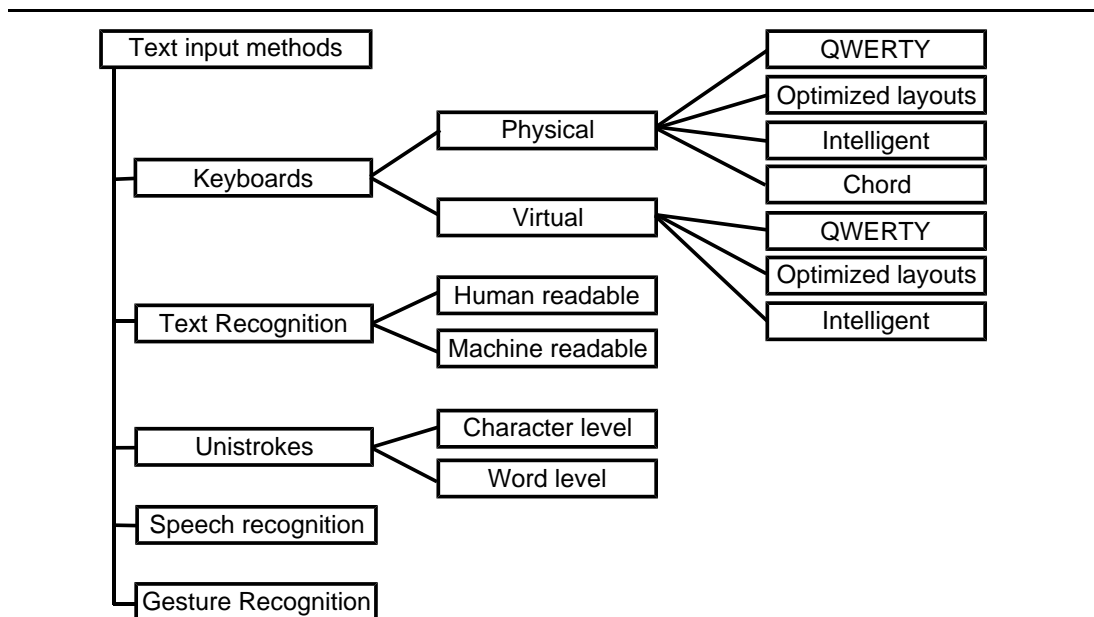 Text input methods
QWERTY
Optimized layouts
Physical
Intelligent
Keyboards
Chord
Virtual
QWERTY
Optimized layouts
Human readable
Intelligent
Text Recognition
Machine readable
Character level
Unistrokes
Word level
Speech recognition
Gesture Recognition